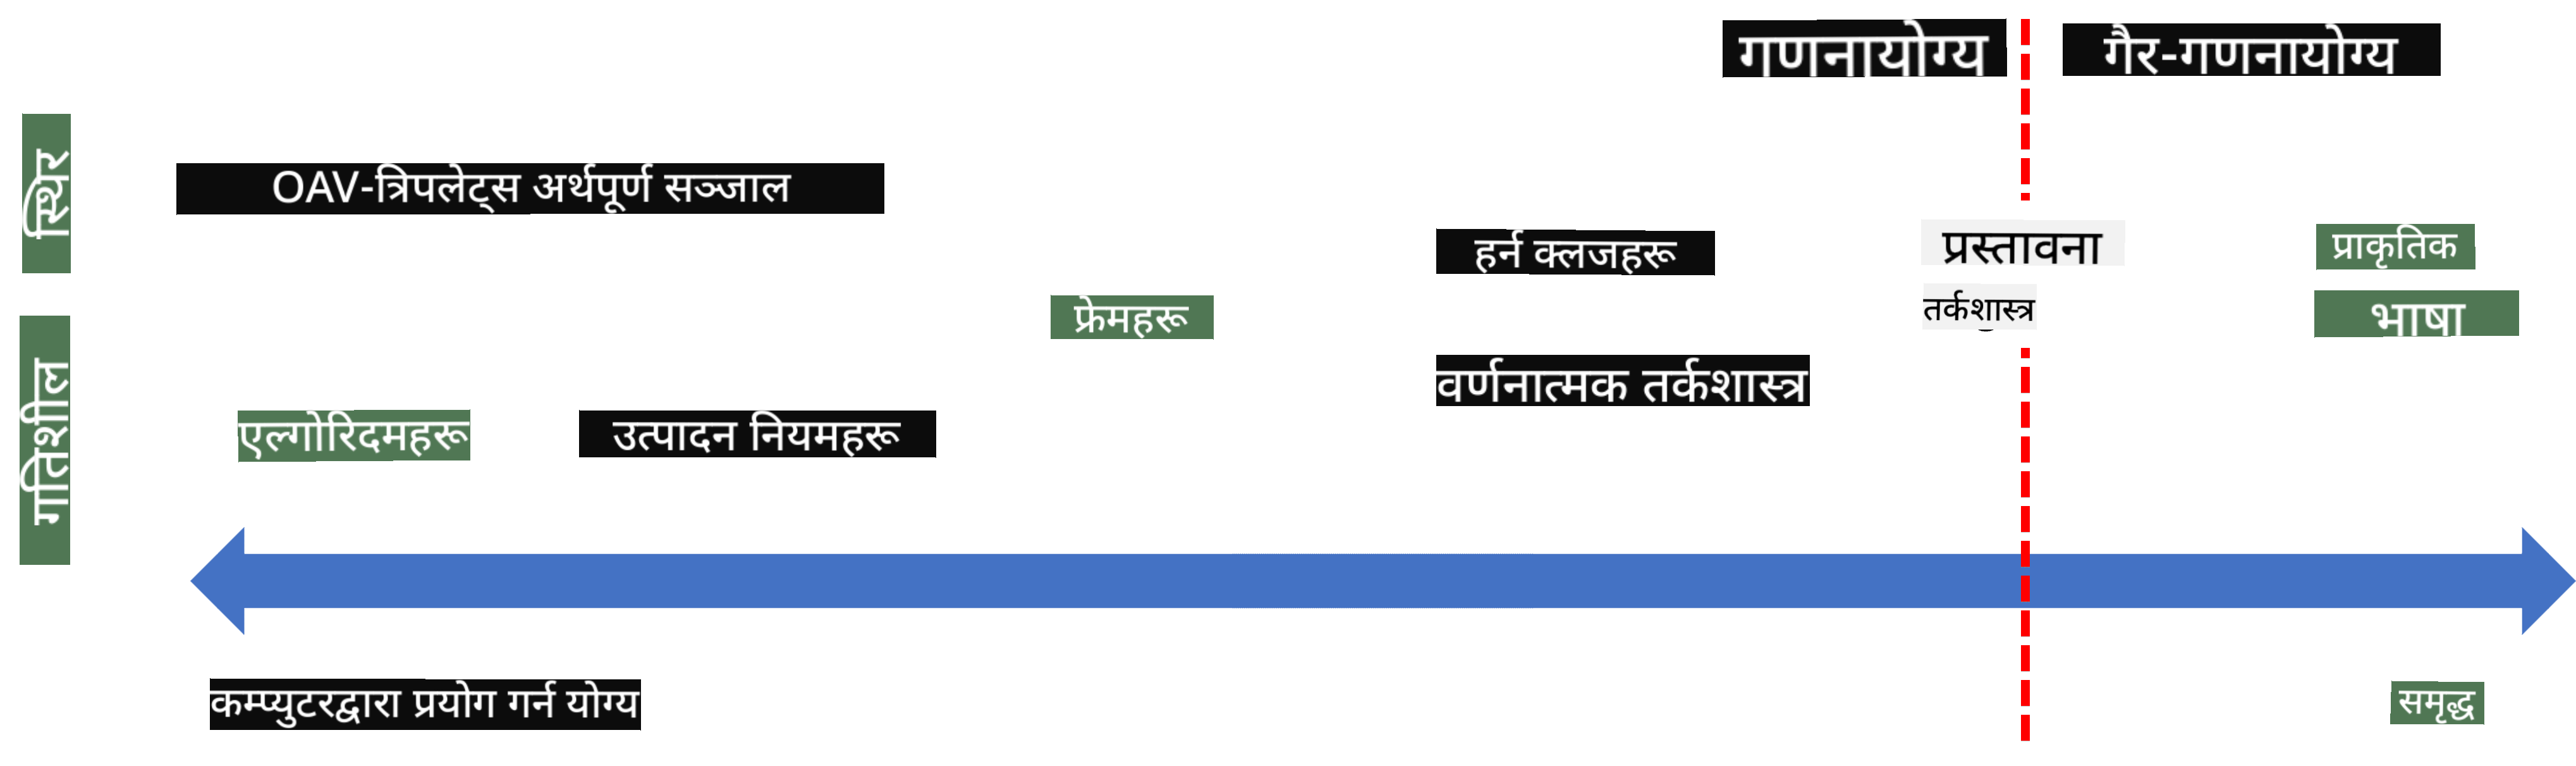 गणनायोग्य
गैर-गणनायोग्य
स्थिर
OAV-त्रिपलेट्स अर्थपूर्ण सञ्जाल
हर्न क्लजहरू
प्रस्तावना
प्राकृतिक
फ्रेमहरू
तर्कशास्त्र
भाषा
गतिशील
वर्णनात्मक तर्कशास्त्र
एल्गोरिदमहरू
उत्पादन नियमहरू
कम्प्युटरद्वारा प्रयोग गर्न योग्य
समृद्ध